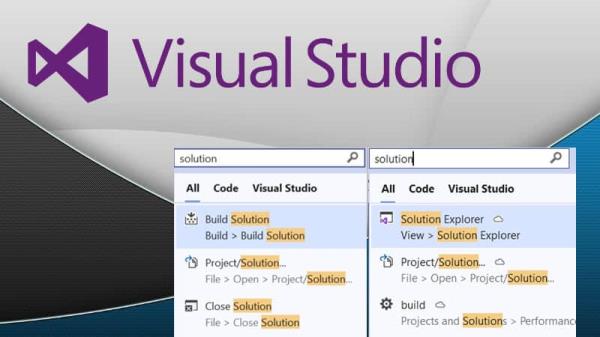 Visual Studio
solution
All Code Visual Studio
Build Solution
Build > Build Solution
Project/Solution...
File > Open > Project/Solution...
Close Solution
File > Close Solution
solution
All Code Visual Studio
Solution Explorer
View > Solution Explorer
Project/Solution...
File > Open > Project/Solution...
build
Projects and Solutions > Performance